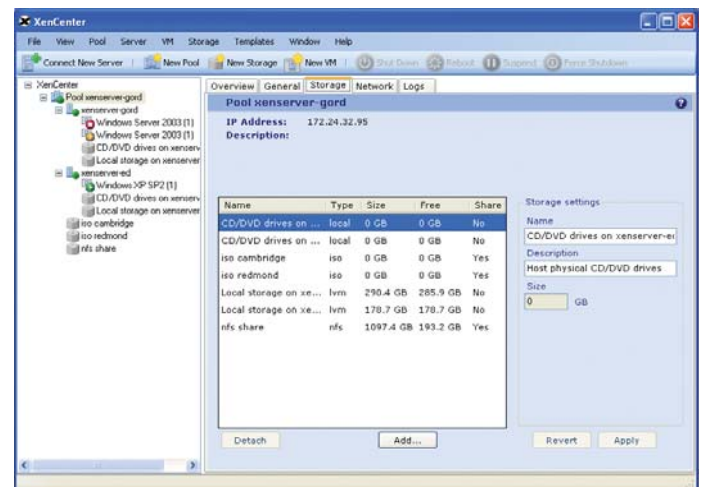 XenCenter
File View Pool Server VM Storage Templates Window Help
Connect New Server New Pool New Storage New VM Shut Down Reboot Suspend Force Shutdown
XenCenter
Pool xenserver-gord
xenserver-gord
Windows Server 2003 (1)
Windows Server 2003 (1)
CD/DVD drives on xenserv
Local storage on xenserver
xenserver-ed
Windows XP SP2 (1)
CD/DVD drives on xenserv
Local storage on xenserver
iso cambridge
iso redmond
nfs share
Overview General Storage Network Logs
Pool xenserver-gord
IP Address: 172.24.32.95
Description:
Name Type Size Free Share
CD/DVD drives on ... local 0 GB 0 GB No
CD/DVD drives on ... local 0 GB 0 GB No
iso cambridge iso 0 GB 0 GB Yes
iso redmond iso 0 GB 0 GB Yes
Local storage on xe... lvm 290.4 GB 285.9 GB No
Local storage on xe... lvm 178.7 GB 178.7 GB No
nfs share nfs 1097.4 GB 193.2 GB Yes
Storage settings
Name
CD/DVD drives on xenserver-e
Description
Host physical CD/DVD drives
Size
0 GB
Detach Add... Revert Apply